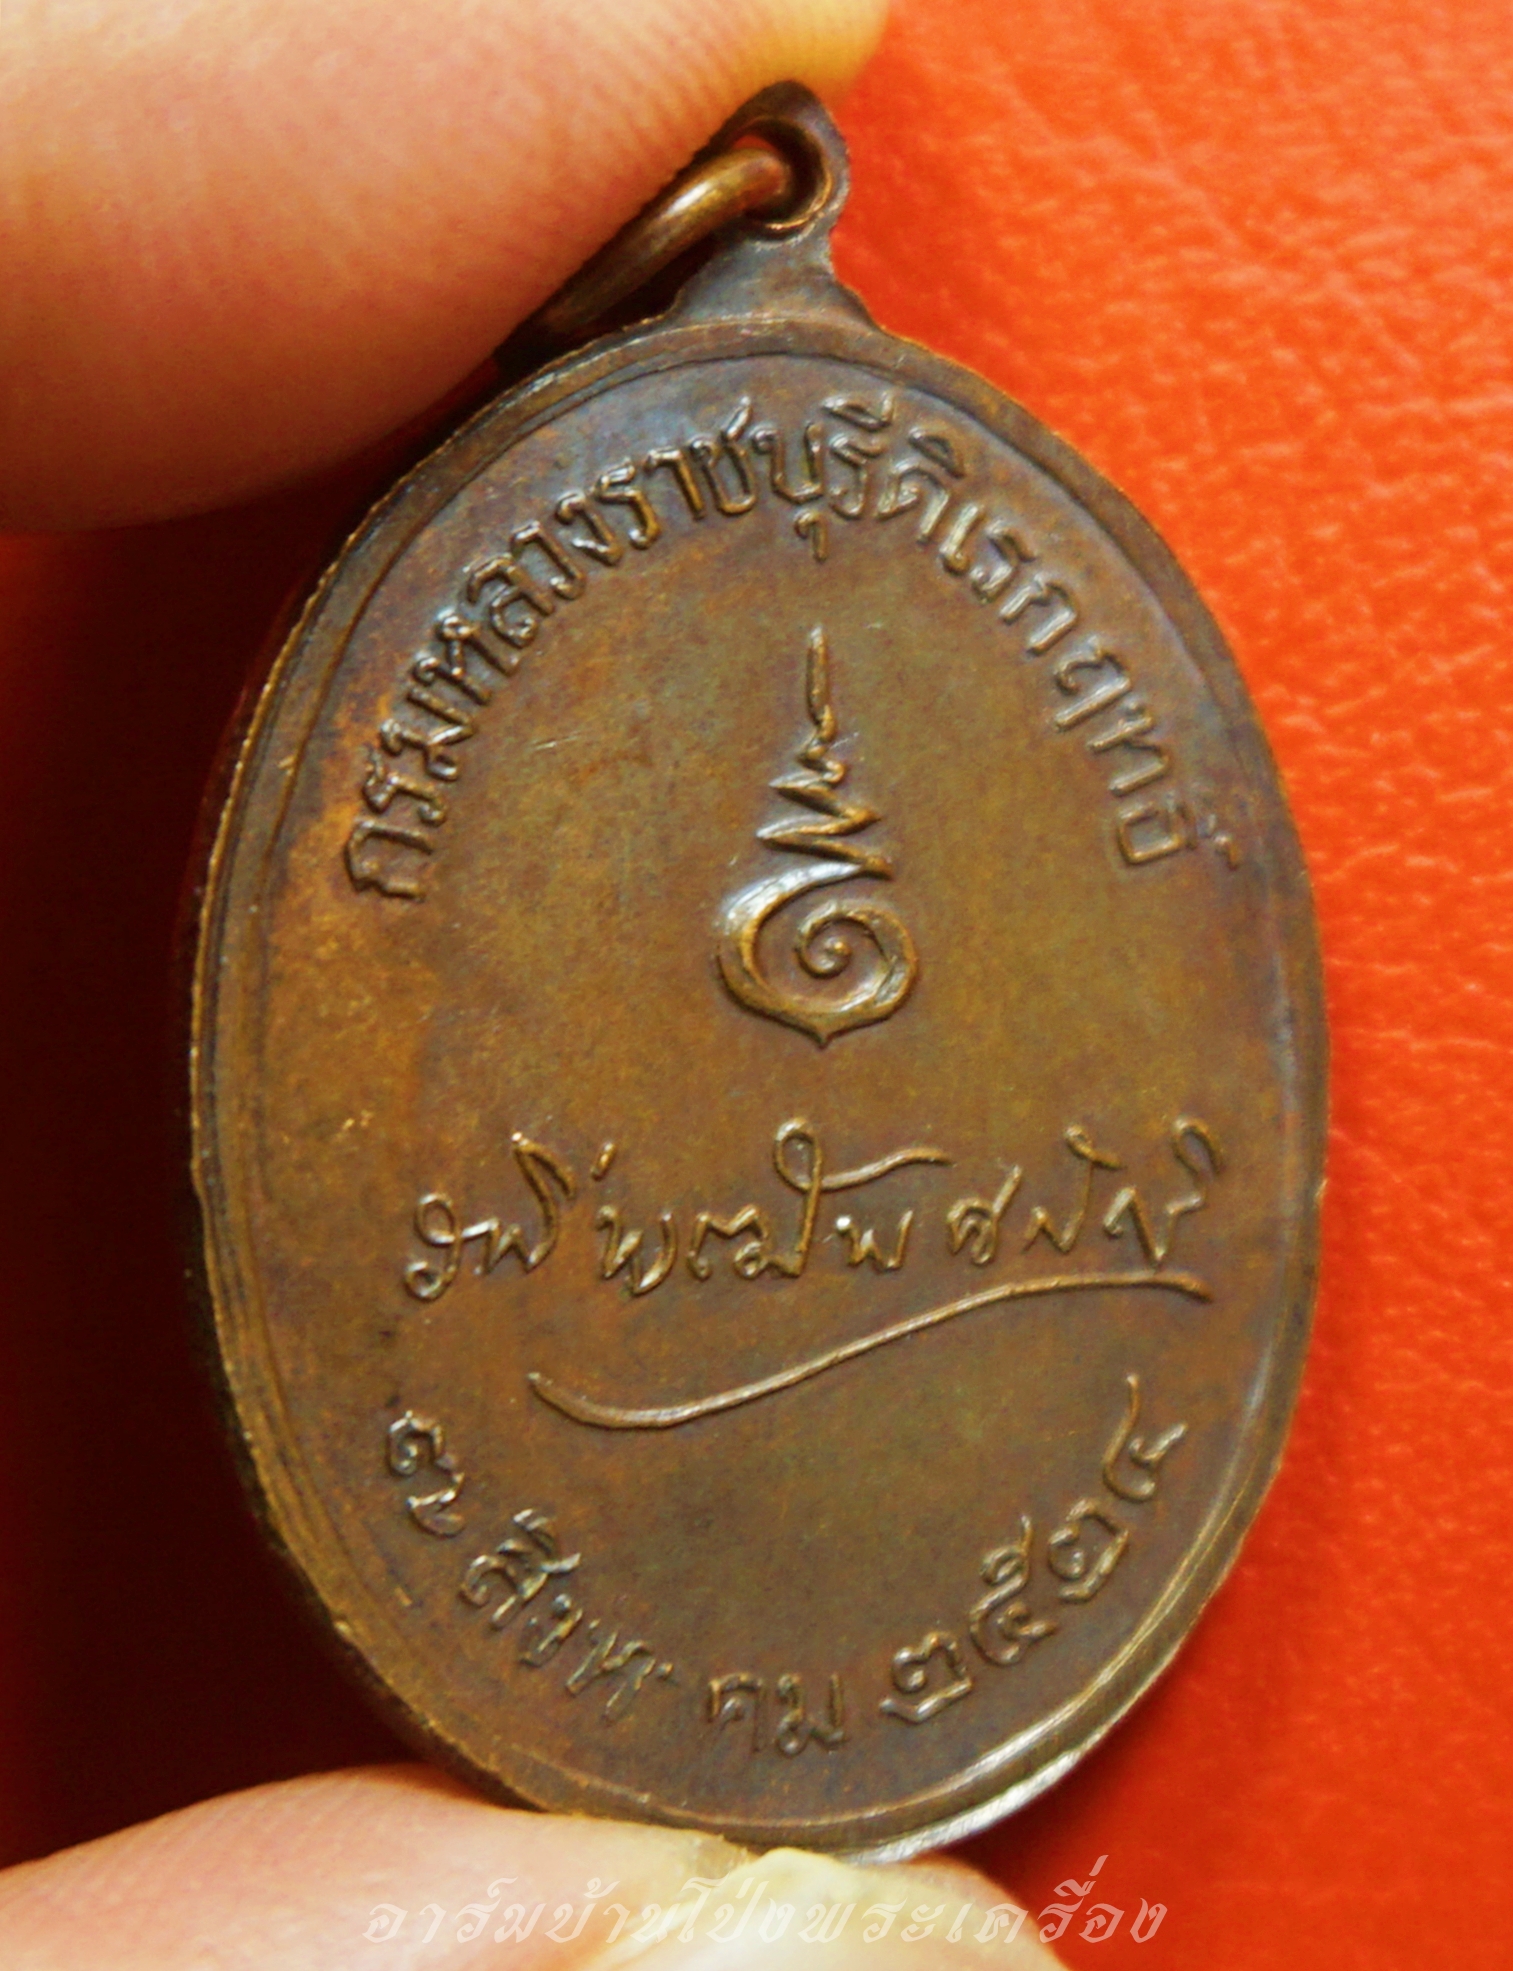 กรมหลวงราชบุรีดิเรกฤทธิ์
๗ สิงหาคม ๒๕๒๔
อาร์มบ้านโป่งพระเครื่อง